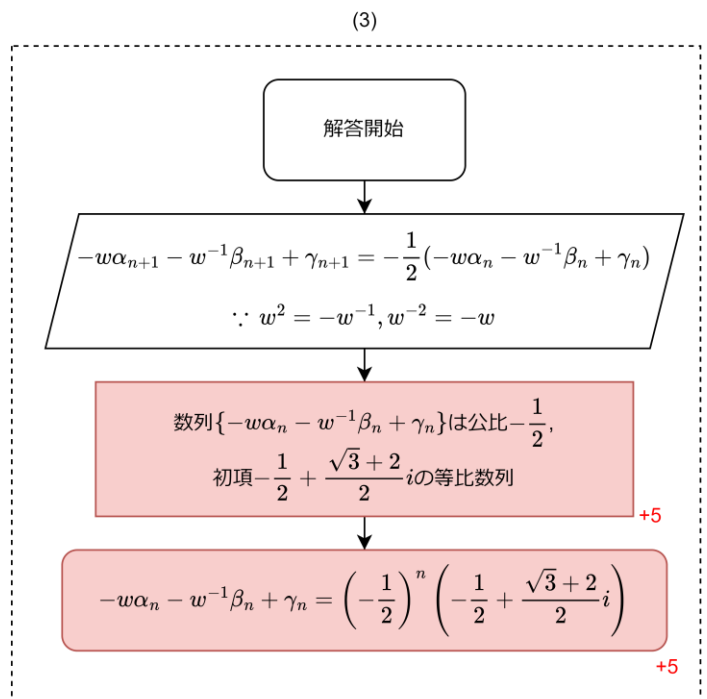 (3)
解答開始
$-w\alpha_{n+1} - w^{-1}\beta_{n+1} + \gamma_{n+1} = -\frac{1}{2}(-w\alpha_n - w^{-1}\beta_n + \gamma_n)$
$\because w^2 = -w^{-1}, w^{-2} = -w$
数列$\{-w\alpha_n - w^{-1}\beta_n + \gamma_n\}$は公比$-\frac{1}{2}$,
初項$-\frac{1}{2} + \frac{\sqrt{3}+2}{2}i$の等比数列
+5
$-w\alpha_n - w^{-1}\beta_n + \gamma_n = \left(-\frac{1}{2}\right)^n \left(-\frac{1}{2} + \frac{\sqrt{3}+2}{2}i\right)$
+5